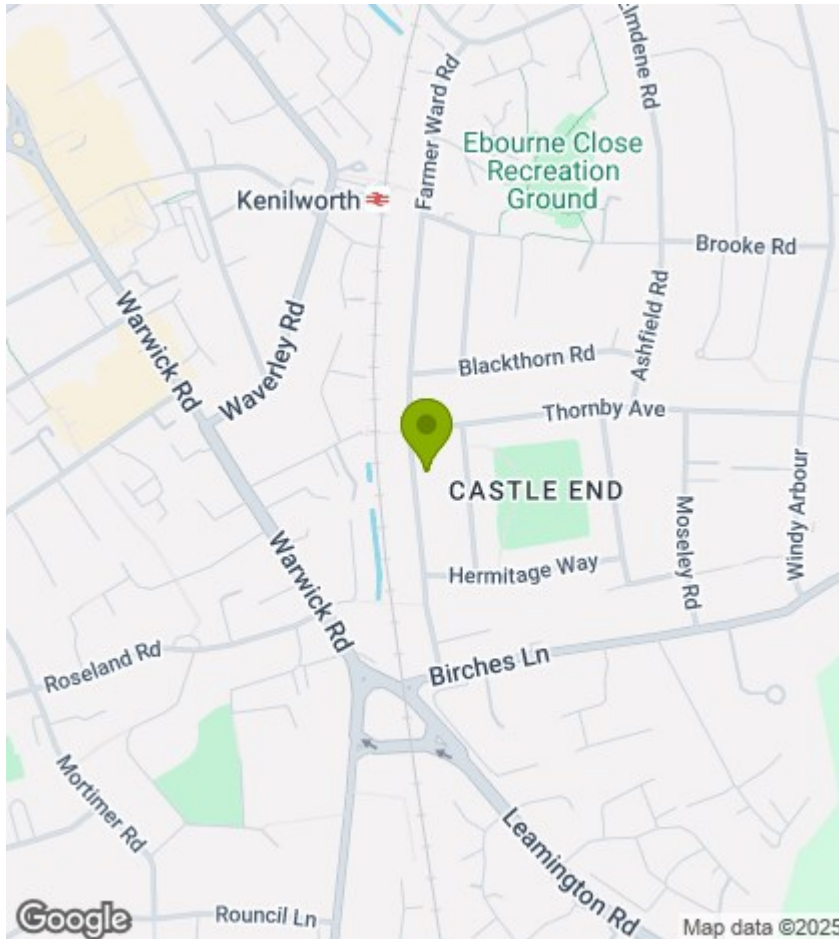 Elmdene Rd
Farmer Ward Rd
Ebourne Close
Recreation
Ground
Kenilworth
Brooke Rd
Warwick Rd
Waverley Rd
Ashfield Rd
Blackthorn Rd
Thornby Ave
CASTLE END
Moseley Rd
Windy Arbour
Hermitage Way
Warwick Rd
Roseland Rd
Birches Ln
Mortimer Rd
Leamington Rd
Rouncil Ln
Google
Map data ©2025